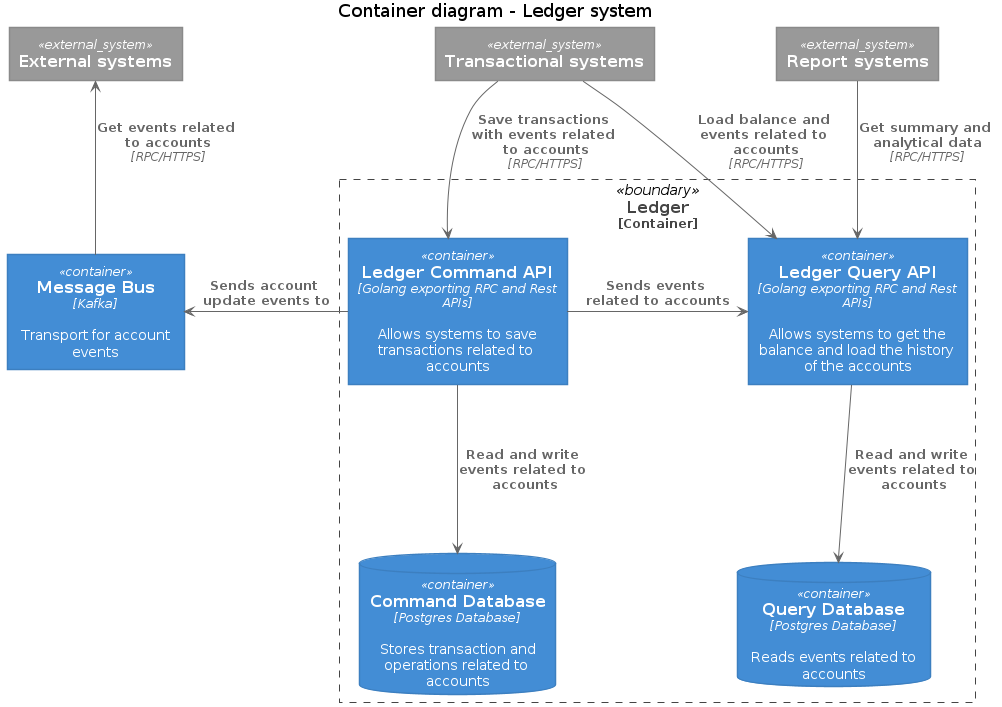 Container diagram - Ledger system
«external_system»
External systems
«external_system»
Transactional systems
«external_system»
Report systems
Get events related
to accounts
[RPC/HTTPS]
Save transactions
with events related
to accounts
[RPC/HTTPS]
Load balance and
events related to
accounts
[RPC/HTTPS]
Get summary and
analytical data
[RPC/HTTPS]
«boundary»
Ledger
[Container]
«container»
Message Bus
[Kafka]
Transport for account
events
Sends account
update events to
«container»
Ledger Command API
[Golang exporting RPC and Rest
APIs]
Allows systems to save
transactions related to
accounts
Sends events
related to accounts
«container»
Ledger Query API
[Golang exporting RPC and Rest
APIs]
Allows systems to get the
balance and load the history
of the accounts
Read and write
events related to
accounts
Read and write
events related to
accounts
«container»
Command Database
[Postgres Database]
Stores transaction and
operations related to
accounts
«container»
Query Database
[Postgres Database]
Reads events related to
accounts